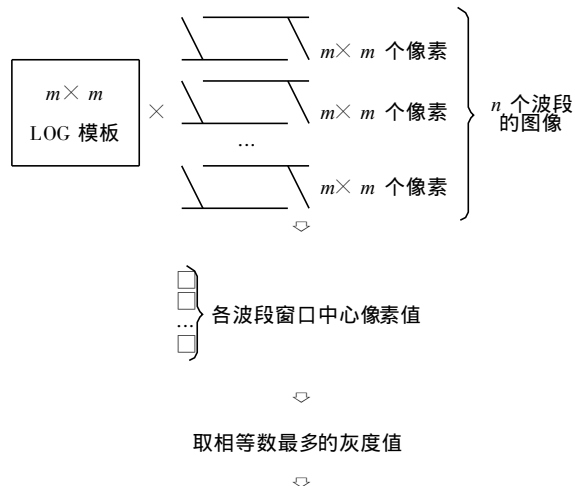 m× m 个像素
m× m
LOG 模板
×
m× m 个像素
...
m× m 个像素
n 个波段
的图像
...
各波段窗口中心像素值
取相等数最多的灰度值